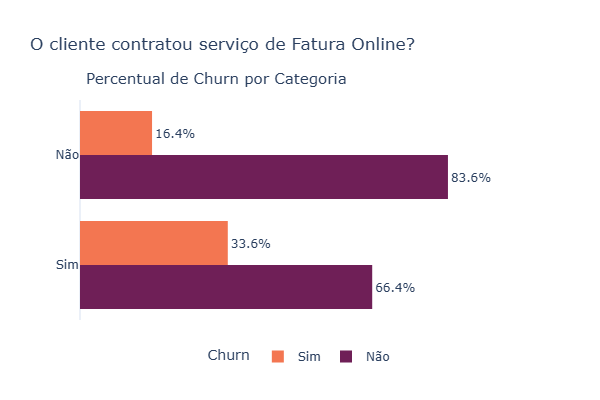 O cliente contratou serviço de Fatura Online?
Percentual de Churn por Categoria
16.4%
Não
83.6%
33.6%
Sim
66.4%
Churn Sim Não